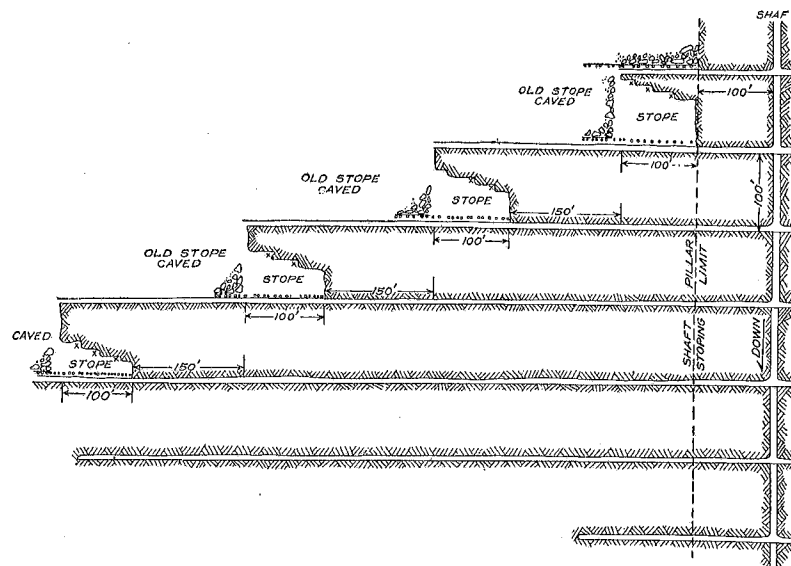 SHAF
OLD STOPE
CAVED
STOPE
100'
100'
100'
OLD STOPE
CAVED
STOPE
150'
100'
OLD STOPE
CAVED
STOPE
150'
100'
PILLAR
LIMIT
SHAFT
STOPING
DOWN
CAVED
STOPE
150'
100'